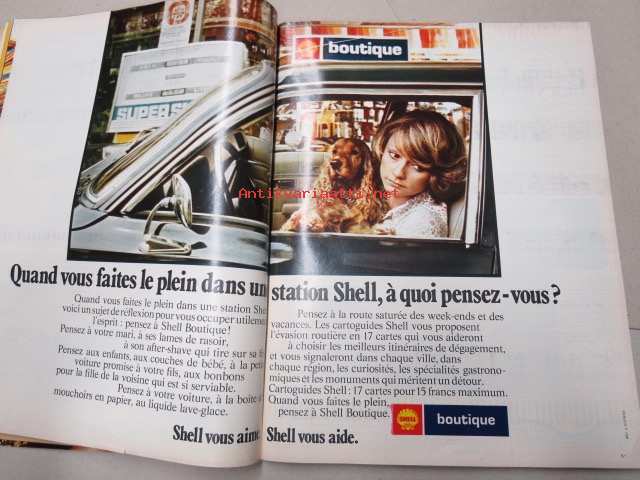 SHELL
SUPERS
boutique
Antikvariaatti.net
Quand vous faites le plein dans une station Shell, à quoi pensez-vous?
Quand vous faites le plein dans une station Shell
voici un sujet de réflexion pour vous occuper utilement
l'esprit : pensez à Shell Boutique!
Pensez à votre mari, à ses lames de rasoir,
à son after-shave qui tire sur sa
Pensez aux enfants, aux couches de bébé, à la
voiture promise à votre fils, aux bonbons
pour la fille de la voisine qui est si serviable.
Pensez à votre voiture, à la boite
mouchoirs en papier, au liquide lave-glace.
Pensez à la route saturée des week-ends et des
vacances. Les cartoguides Shell vous proposent
l'évasion routière en 17 cartes qui vous aideront
à choisir les meilleurs itinéraires de dégagement,
et vous signaleront dans chaque ville, dans
chaque région, les curiosités, les spécialités gastrono-
miques et les monuments qui méritent un détour.
Cartoguides Shell : 17 cartes pour 15 francs maximum.
Quand vous faites le plein,
pensez à Shell Boutique.
SHELL boutique
Shell vous aime. Shell vous aide.